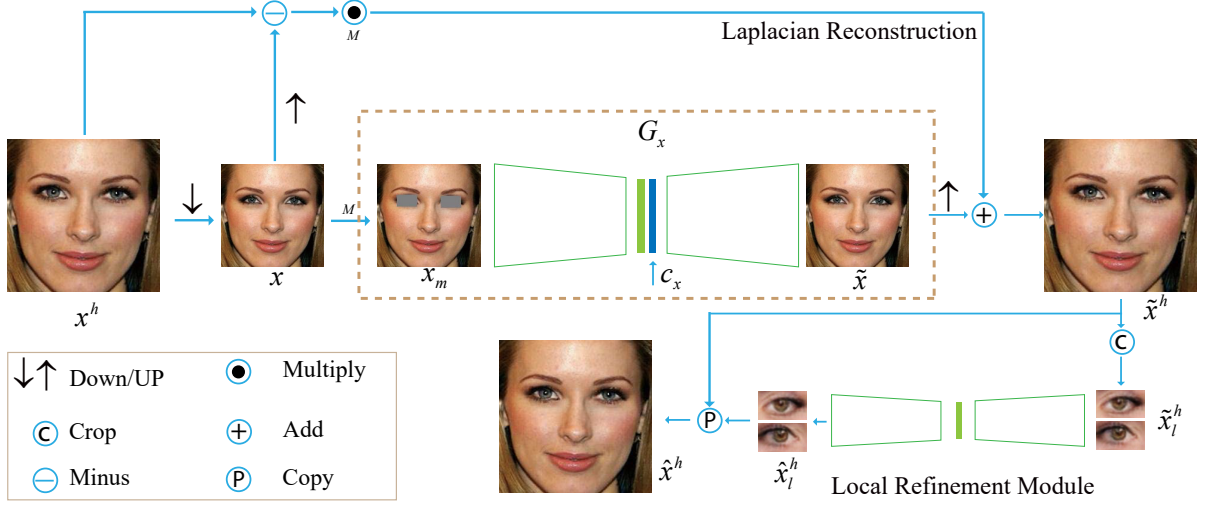 M
Laplacian Reconstruction
↑
G_x
↓
M
↑
x^h
x
x_m
c_x
x̃
x̃^h
C
↓↑ Down/UP
Multiply
C Crop
Add
Minus
P Copy
P
x̂^h
x̂_l^h
x̃_l^h
Local Refinement Module